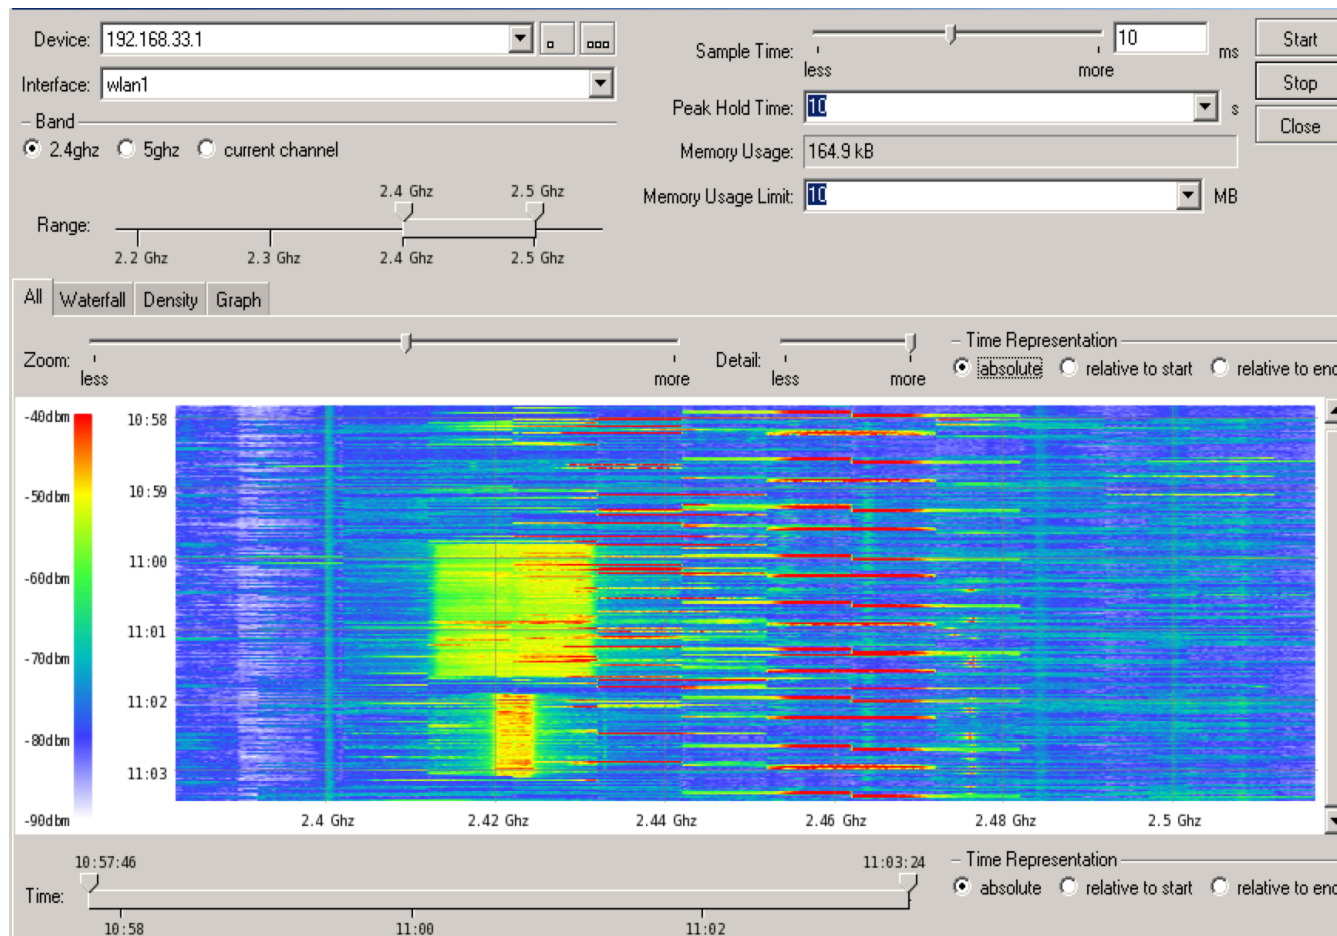 Device: 192.168.33.1
Interface: wlan1
Band
2.4ghz 5ghz current channel
Range:
2.4 Ghz 2.5 Ghz
2.2 Ghz 2.3 Ghz 2.4 Ghz 2.5 Ghz
Sample Time: 10 ms
less more
Peak Hold Time: 10 s
Memory Usage: 164.9 kB
Memory Usage Limit: 10 MB
Start
Stop
Close
All Waterfall Density Graph
Zoom:
less more
Detail:
less more
Time Representation
absolute relative to start relative to end
-40dbm
-50dbm
-60dbm
-70dbm
-80dbm
-90dbm
10:58
10:59
11:00
11:01
11:02
11:03
2.4 Ghz 2.42 Ghz 2.44 Ghz 2.46 Ghz 2.48 Ghz 2.5 Ghz
Time:
10:57:46 11:03:24
10:58 11:00 11:02
Time Representation
absolute relative to start relative to end